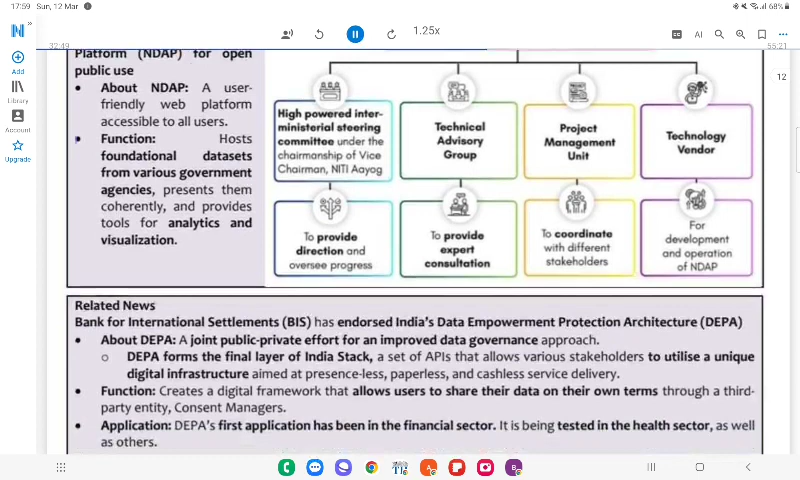 17:59 Sun, 12 Mar
68%
N
»
1.25x
AI
32:49
55:21
12
Add
Library
Account
Upgrade
Platform (NDAP) for open
public use
• About NDAP: A user-
friendly web platform
accessible to all users.
• Function: Hosts
foundational datasets
from various government
agencies, presents them
coherently, and provides
tools for analytics and
visualization.
High powered inter-
ministerial steering
committee under the
chairmanship of Vice
Chairman, NITI Aayog
Technical
Advisory
Group
Project
Management
Unit
Technology
Vendor
To provide
direction and
oversee progress
To provide
expert
consultation
To coordinate
with different
stakeholders
For
development
and operation
of NDAP
Related News
Bank for International Settlements (BIS) has endorsed India's Data Empowerment Protection Architecture (DEPA)
• About DEPA: A joint public-private effort for an improved data governance approach.
o DEPA forms the final layer of India Stack, a set of APIs that allows various stakeholders to utilise a unique
digital infrastructure aimed at presence-less, paperless, and cashless service delivery.
• Function: Creates a digital framework that allows users to share their data on their own terms through a third-
party entity, Consent Managers.
• Application: DEPA's first application has been in the financial sector. It is being tested in the health sector, as well
as others.